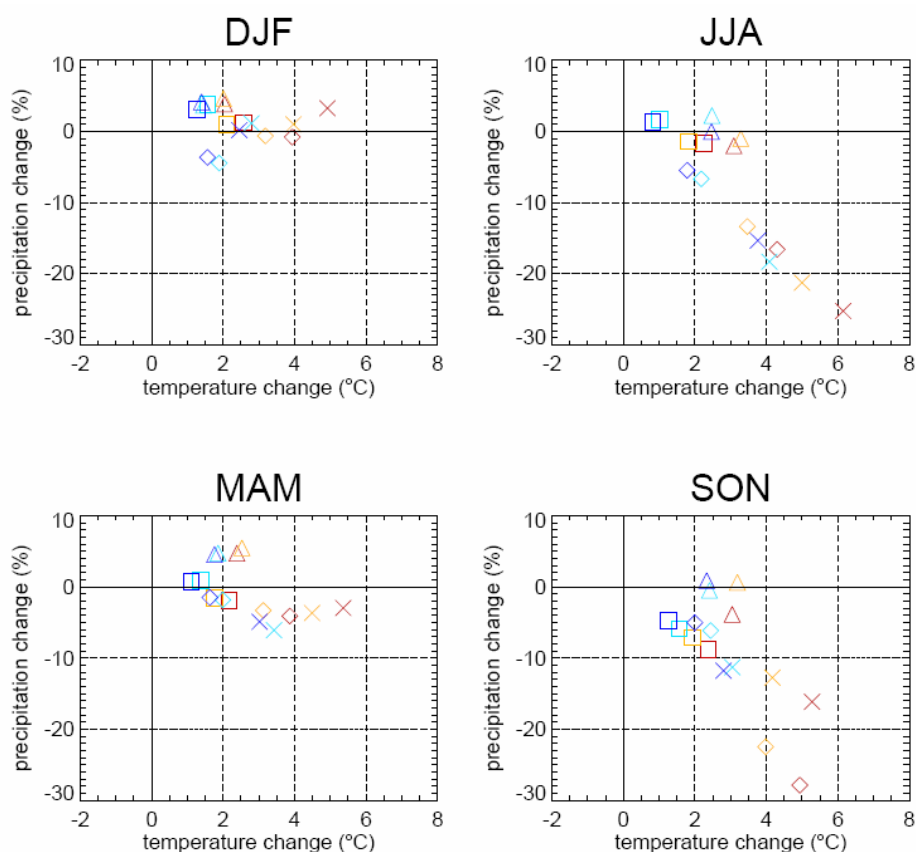 DJF
precipitation change (%)
10
0
-10
-20
-30
-2 0 2 4 6 8
temperature change (°C)
JJA
precipitation change (%)
10
0
-10
-20
-30
-2 0 2 4 6 8
temperature change (°C)
MAM
precipitation change (%)
10
0
-10
-20
-30
-2 0 2 4 6 8
temperature change (°C)
SON
precipitation change (%)
10
0
-10
-20
-30
-2 0 2 4 6 8
temperature change (°C)